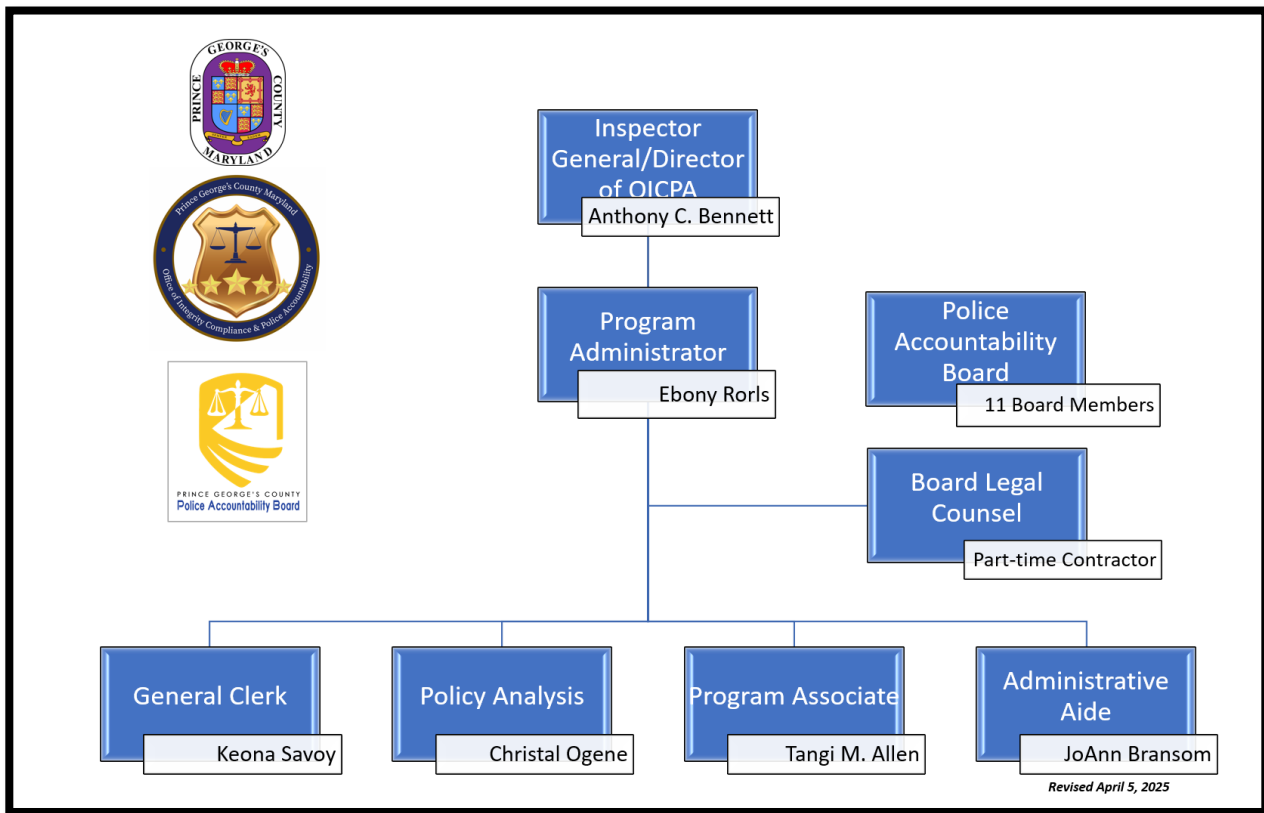 GEORGE'S
PRINCE
COUNTY
MARYLAND
Prince George's County Maryland
Office of Integrity Compliance & Police Accountability
PRINCE GEORGE'S COUNTY
Police Accountability Board
Inspector
General/Director
of OICPA
Anthony C. Bennett
Program
Administrator
Ebony Rorls
Police
Accountability
Board
11 Board Members
Board Legal
Counsel
Part-time Contractor
General Clerk
Keona Savoy
Policy Analysis
Christal Ogene
Program Associate
Tangi M. Allen
Administrative
Aide
JoAnn Bransom
Revised April 5, 2025